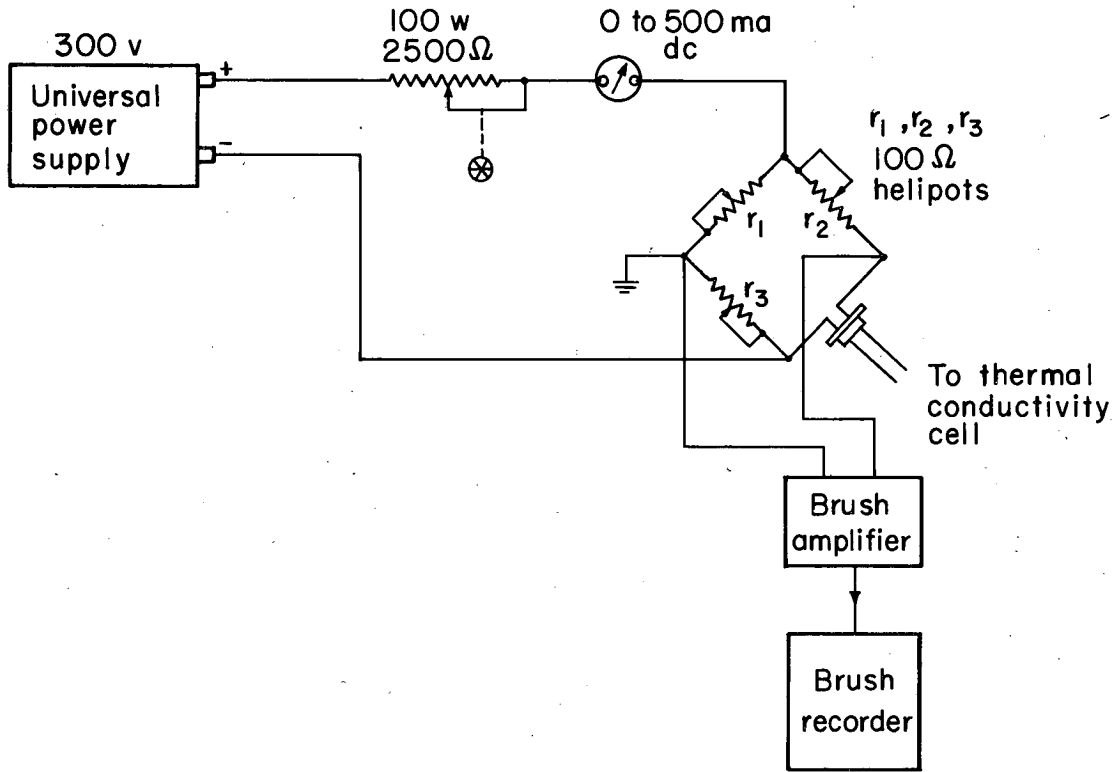 300 v
Universal
power
supply
+
−
100 w
2500Ω
0 to 500 ma
dc
r1, r2, r3
100 Ω
helipots
r1
r2
r3
To thermal
conductivity
cell
Brush
amplifier
Brush
recorder